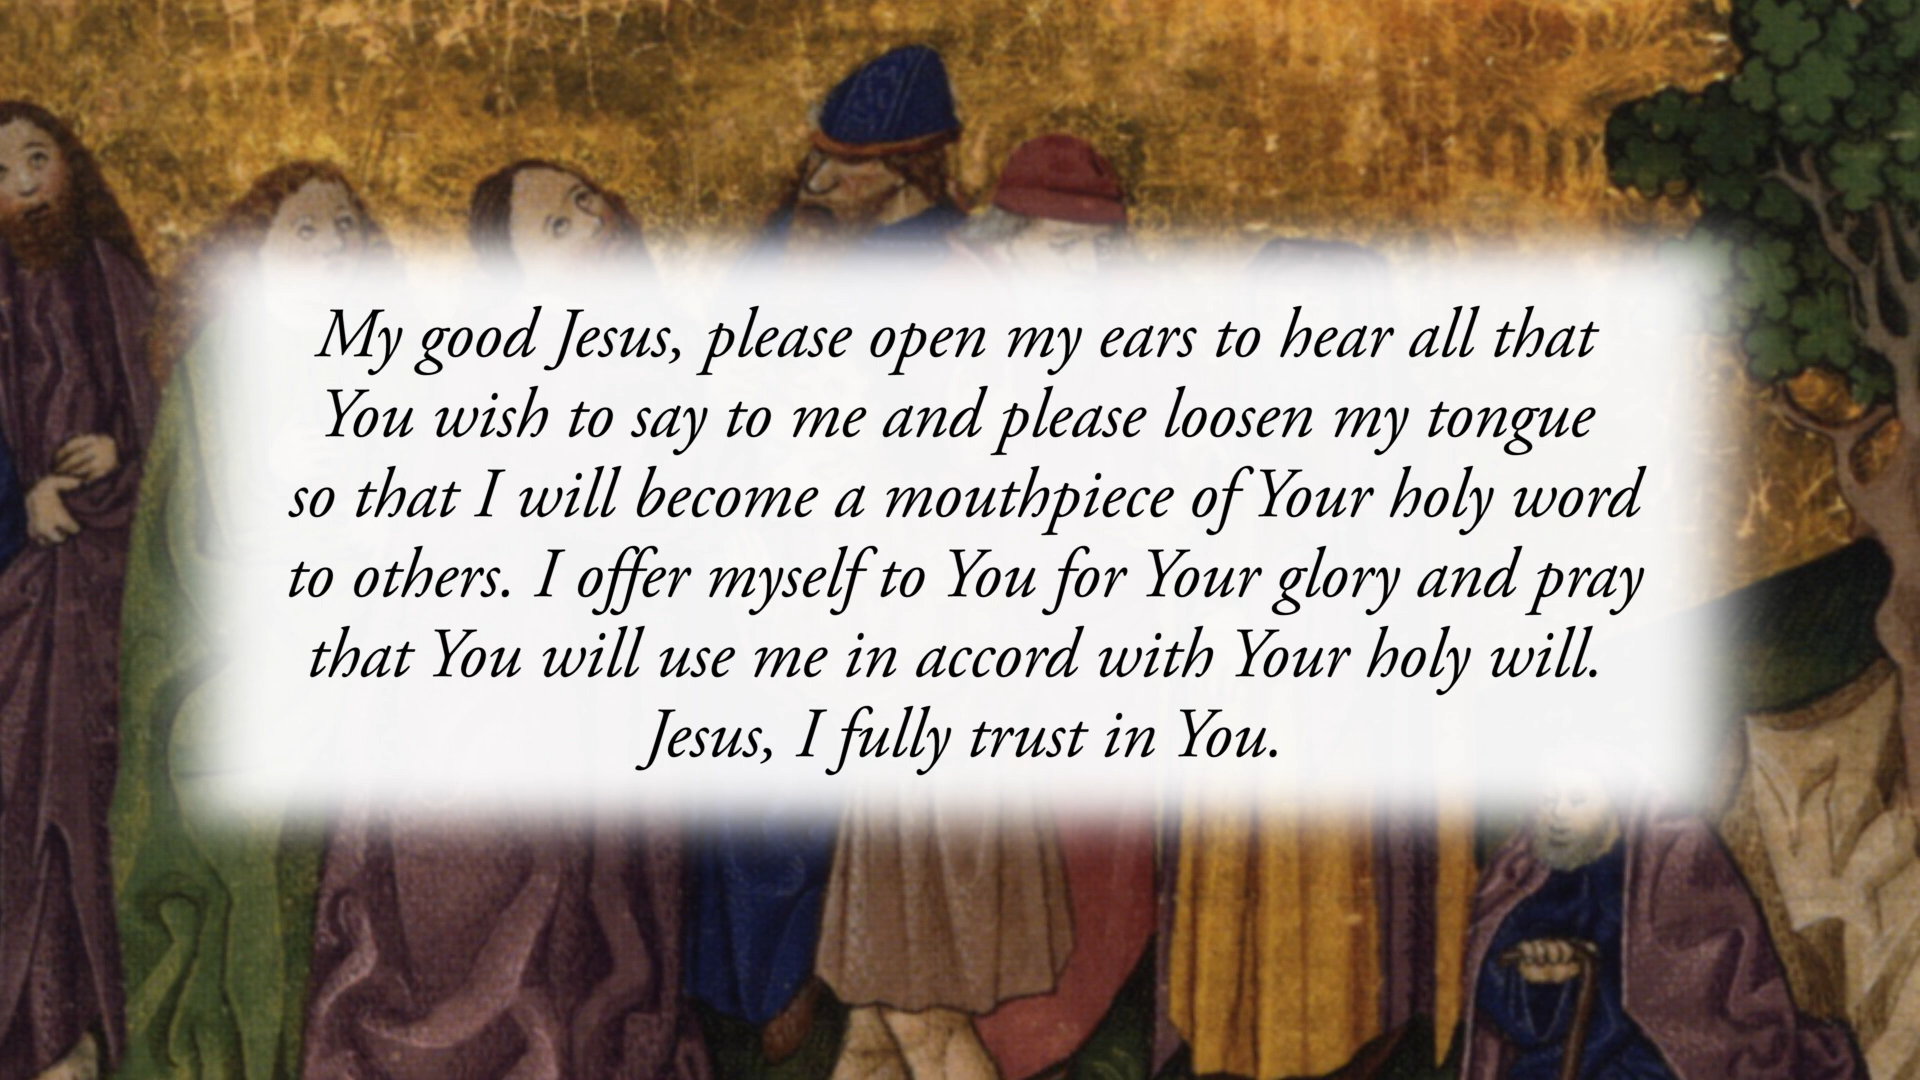 My good Jesus, please open my ears to hear all that
You wish to say to me and please loosen my tongue
so that I will become a mouthpiece of Your holy word
to others. I offer myself to You for Your glory and pray
that You will use me in accord with Your holy will.
Jesus, I fully trust in You.